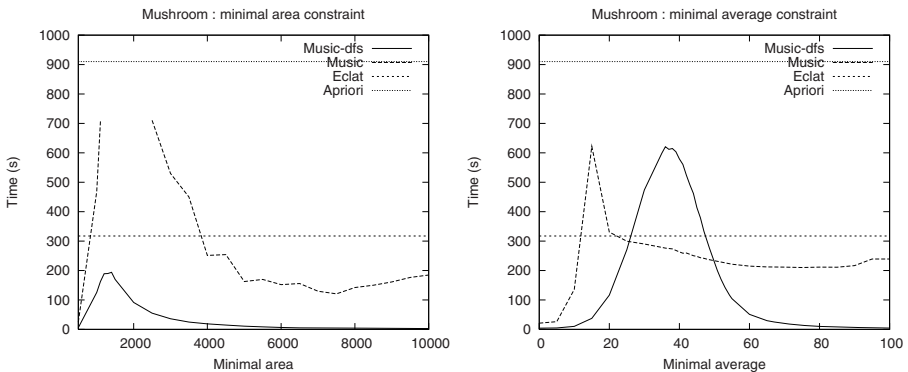 Mushroom : minimal area constraint
1000
900
800
700
600
500
400
300
200
100
0
Time (s)
Music-dfs
Music
Eclat
Apriori
2000 4000 6000 8000 10000
Minimal area
Mushroom : minimal average constraint
1000
900
800
700
600
500
400
300
200
100
0
Time (s)
Music-dfs
Music
Eclat
Apriori
0 20 40 60 80 100
Minimal average